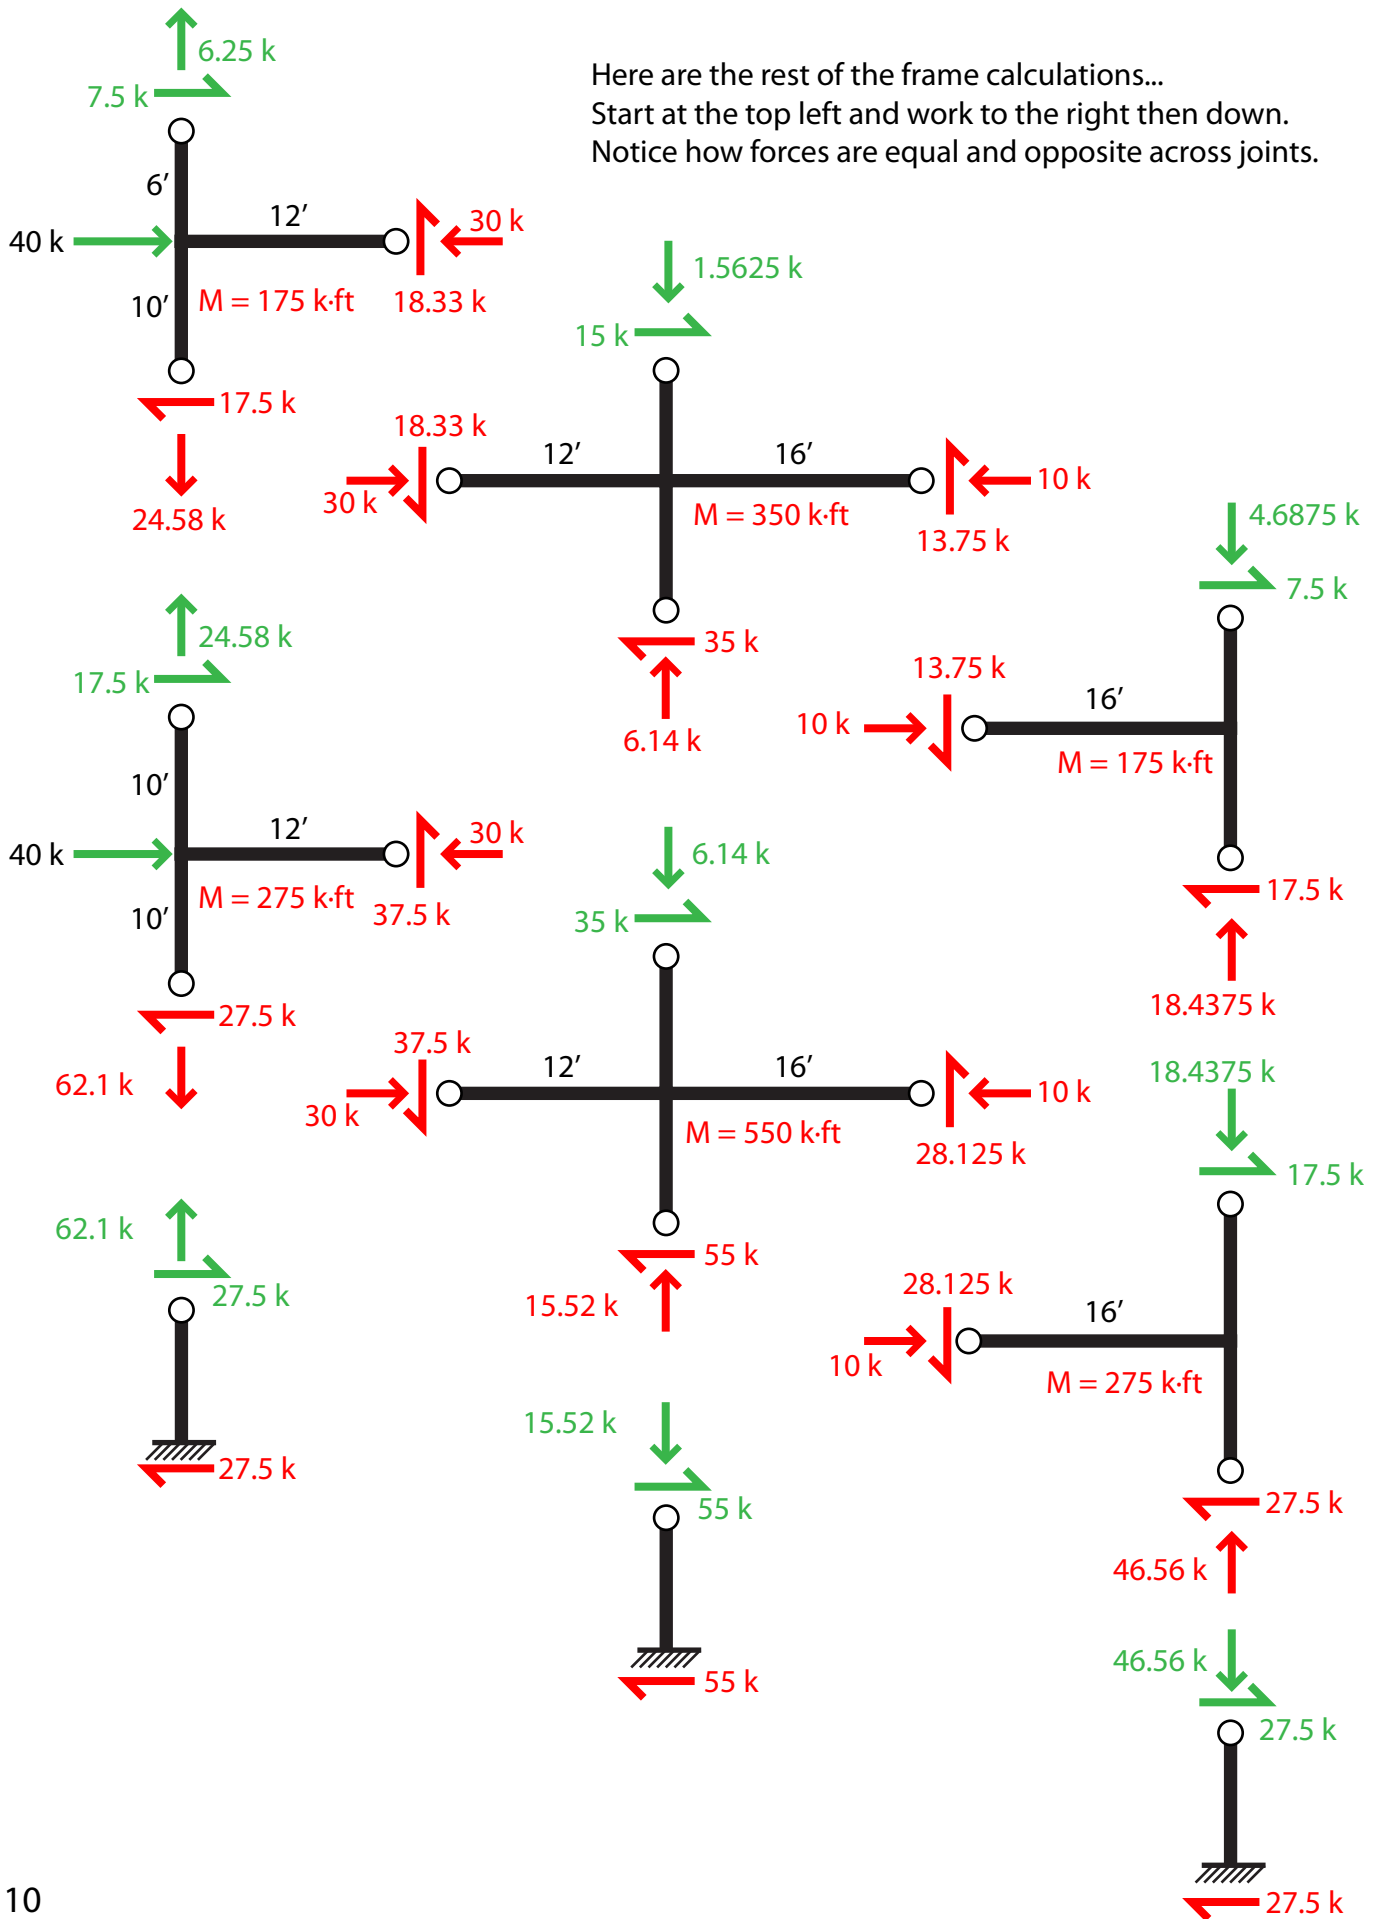 6.25 k
7.5 k
Here are the rest of the frame calculations...
Start at the top left and work to the right then down.
Notice how forces are equal and opposite across joints.
6’
12’
30 k
40 k
10’
M = 175 k·ft
18.33 k
17.5 k
24.58 k
1.5625 k
15 k
18.33 k
12’
16’
30 k
10 k
M = 350 k·ft
13.75 k
35 k
6.14 k
4.6875 k
7.5 k
13.75 k
16’
10 k
M = 175 k·ft
17.5 k
18.4375 k
24.58 k
17.5 k
10’
12’
30 k
40 k
10’
M = 275 k·ft
37.5 k
27.5 k
62.1 k
6.14 k
35 k
37.5 k
12’
16’
30 k
10 k
M = 550 k·ft
28.125 k
55 k
15.52 k
18.4375 k
17.5 k
28.125 k
16’
10 k
M = 275 k·ft
27.5 k
46.56 k
62.1 k
27.5 k
27.5 k
15.52 k
55 k
55 k
46.56 k
27.5 k
27.5 k
10